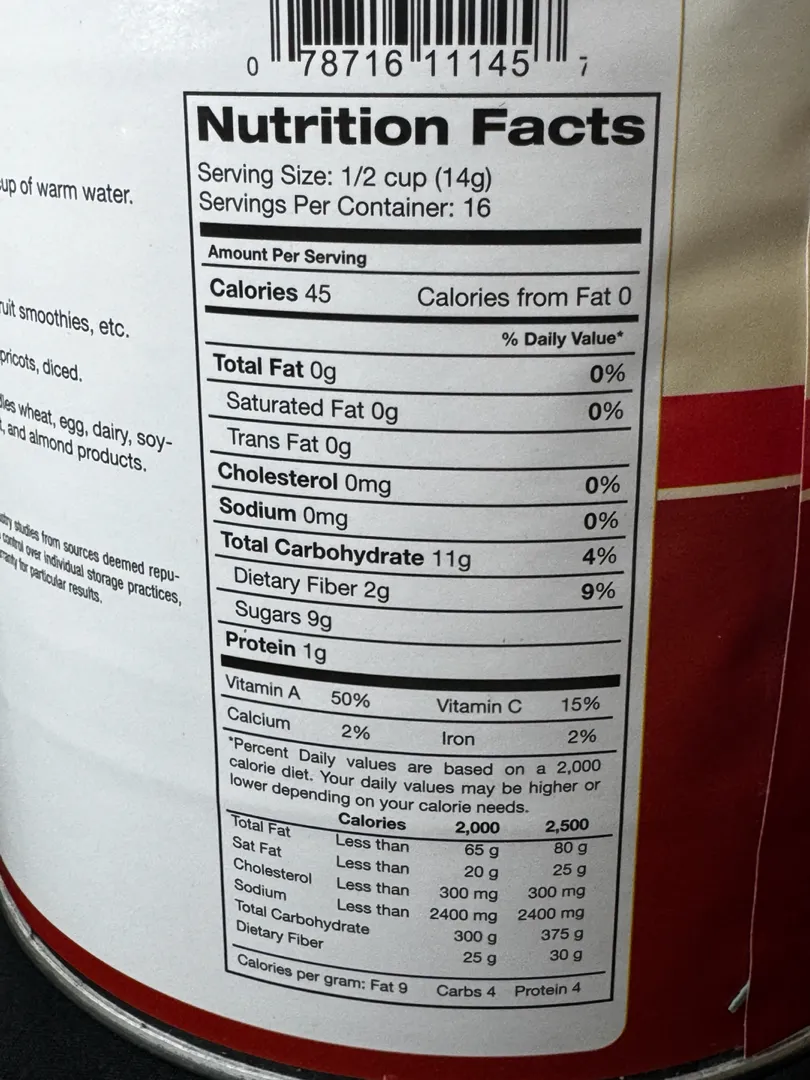 0 78716 11145 7
up of warm water.
smoothies, etc.
diced.
wheat, egg, dairy, soy-
and almond products.
studies from sources deemed repu-
control over individual storage practices,
for particular results.
Nutrition Facts
Serving Size: 1/2 cup (14g)
Servings Per Container: 16
Amount Per Serving
Calories 45 Calories from Fat 0
% Daily Value*
Total Fat 0g 0%
Saturated Fat 0g 0%
Trans Fat 0g
Cholesterol 0mg 0%
Sodium 0mg 0%
Total Carbohydrate 11g 4%
Dietary Fiber 2g 9%
Sugars 9g
Protein 1g
Vitamin A 50% Vitamin C 15%
Calcium 2% Iron 2%
*Percent Daily values are based on a 2,000
calorie diet. Your daily values may be higher or
lower depending on your calorie needs.
Calories 2,000 2,500
Total Fat Less than 65 g 80 g
Sat Fat Less than 20 g 25 g
Cholesterol Less than 300 mg 300 mg
Sodium Less than 2400 mg 2400 mg
Total Carbohydrate 300 g 375 g
Dietary Fiber 25 g 30 g
Calories per gram: Fat 9 Carbs 4 Protein 4